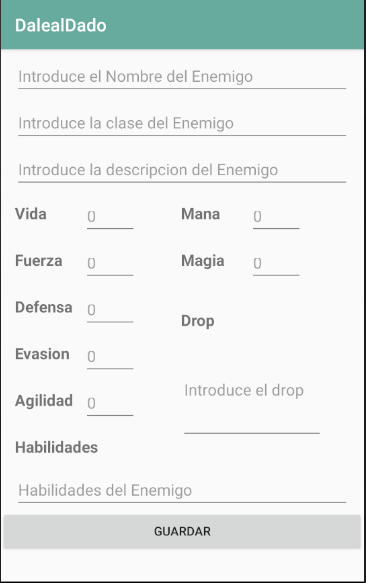 DalealDado
Introduce el Nombre del Enemigo
Introduce la clase del Enemigo
Introduce la descripcion del Enemigo
Vida 0 Mana 0
Fuerza 0 Magia 0
Defensa 0
Drop
Evasion 0
Introduce el drop
Agilidad 0
Habilidades
Habilidades del Enemigo
GUARDAR